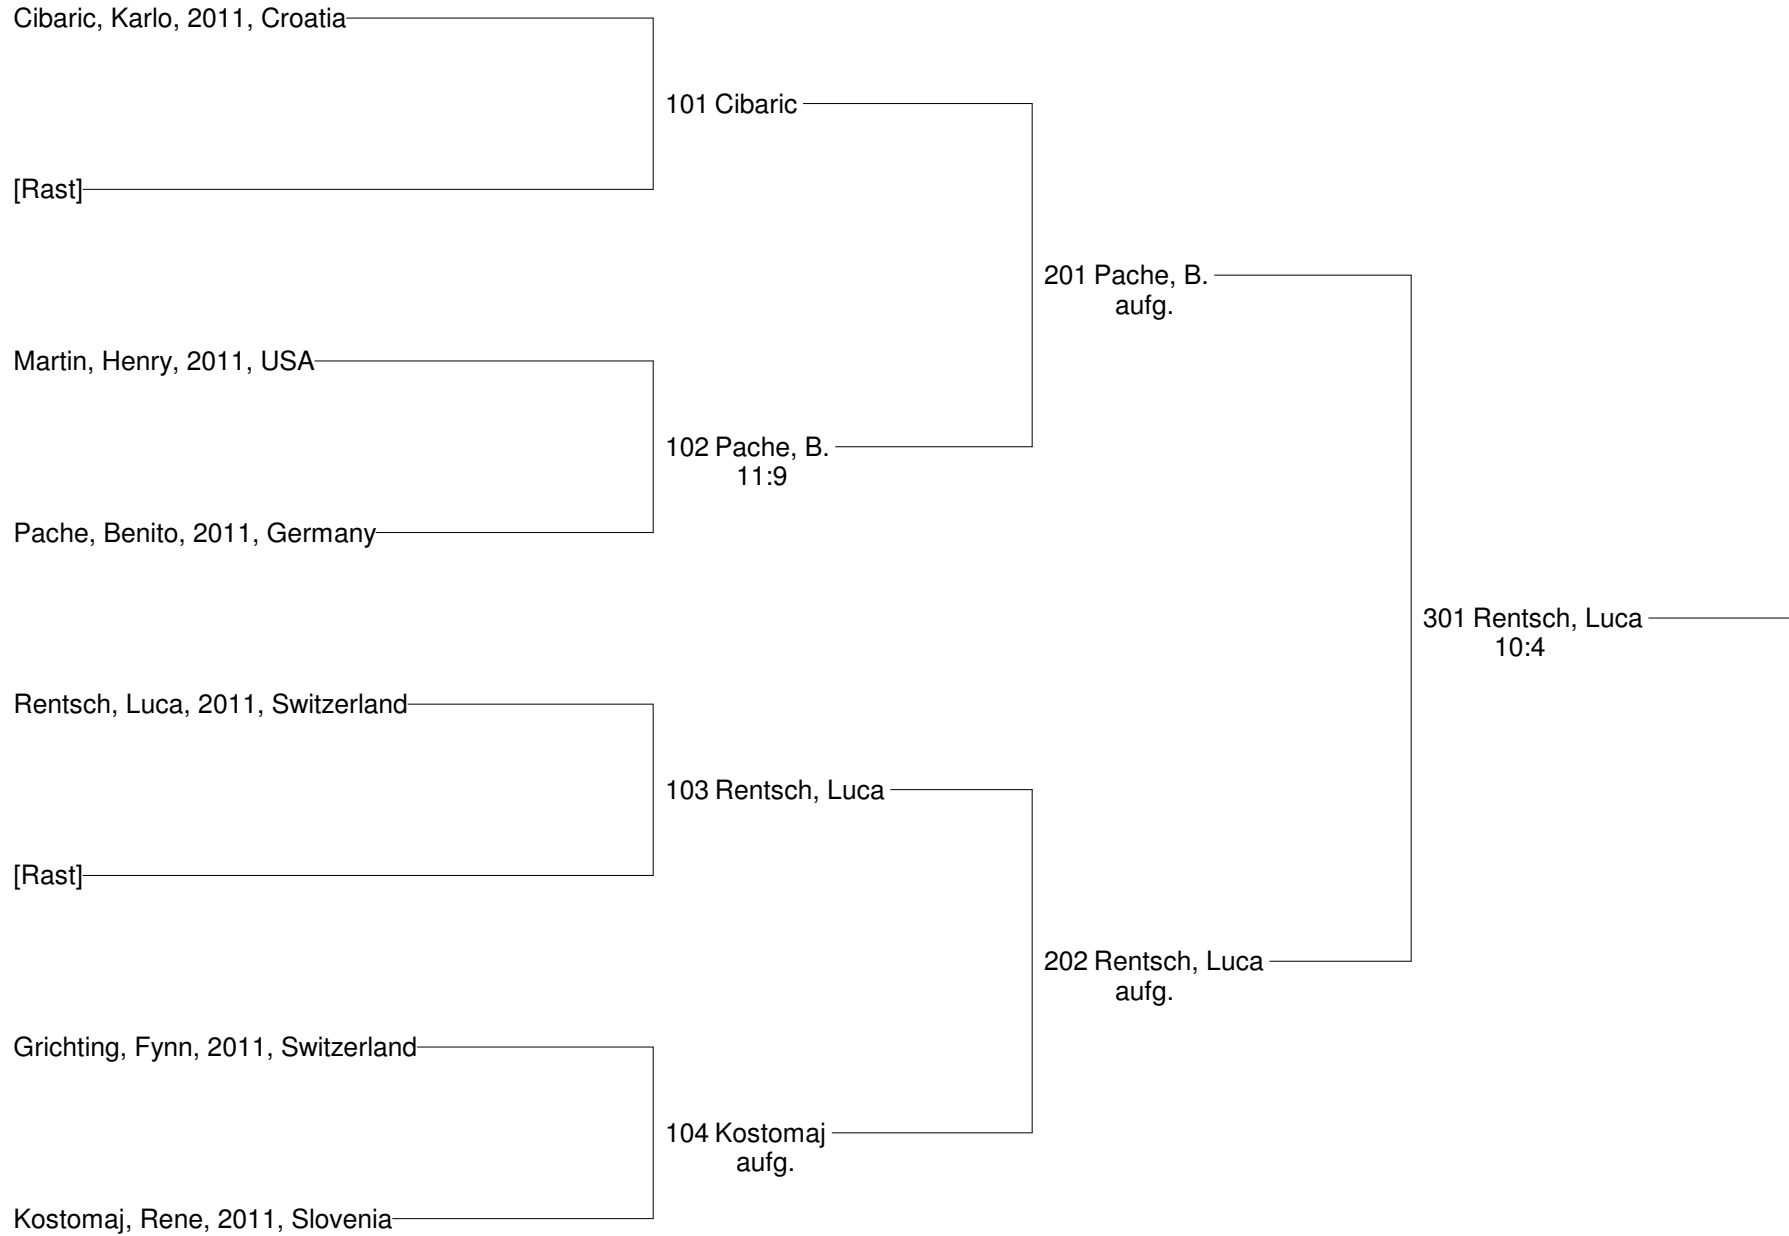 Cibaric, Karlo, 2011, Croatia
101 Cibaric
[Rast]
201 Pache, B.
aufg.
Martin, Henry, 2011, USA
102 Pache, B.
11:9
Pache, Benito, 2011, Germany
301 Rentsch, Luca
10:4
Rentsch, Luca, 2011, Switzerland
103 Rentsch, Luca
[Rast]
202 Rentsch, Luca
aufg.
Grichting, Fynn, 2011, Switzerland
104 Kostomaj
aufg.
Kostomaj, Rene, 2011, Slovenia